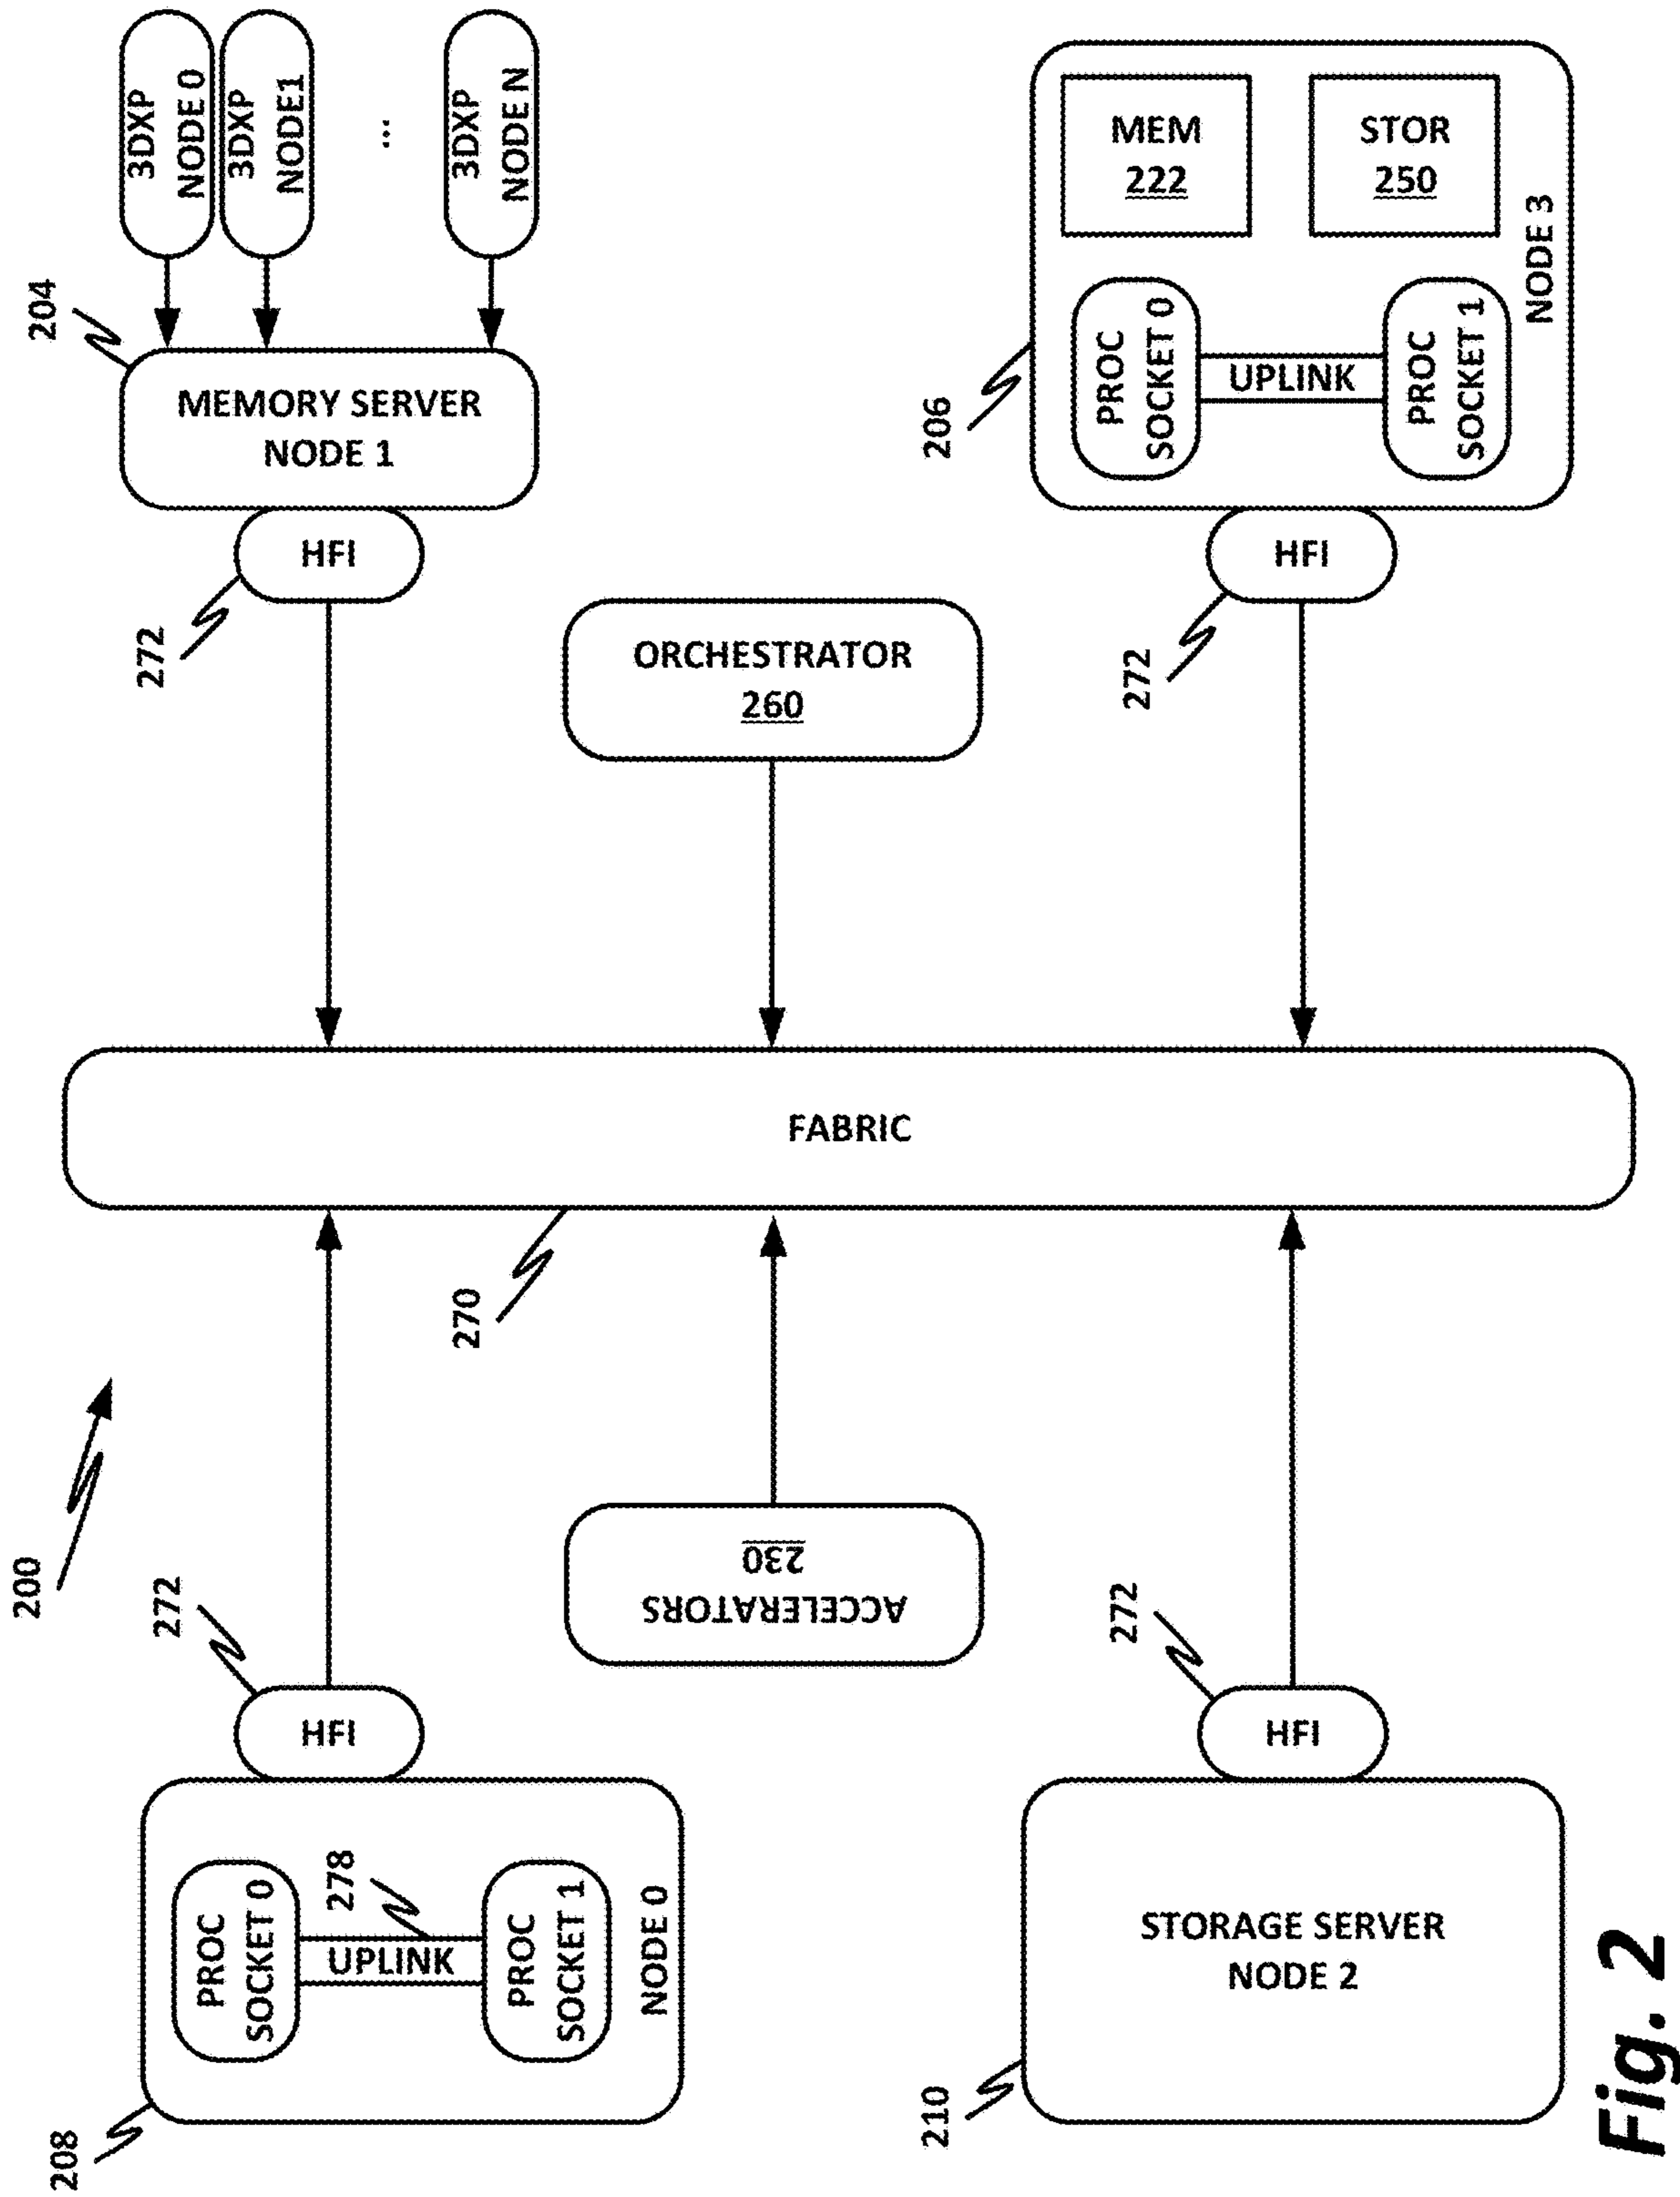 3DXP
NODE 0
3DXP
NODE1
...
3DXP
NODE N
204
MEMORY SERVER
NODE 1
HFI
272
206
MEM
222
STOR
250
PROC
SOCKET 0
UPLINK
PROC
SOCKET 1
NODE 3
HFI
272
ORCHESTRATOR
260
FABRIC
270
200
ACCELERATORS
230
272
HFI
208
PROC
SOCKET 0
278
UPLINK
PROC
SOCKET 1
NODE 0
272
HFI
210
STORAGE SERVER
NODE 2
Fig. 2